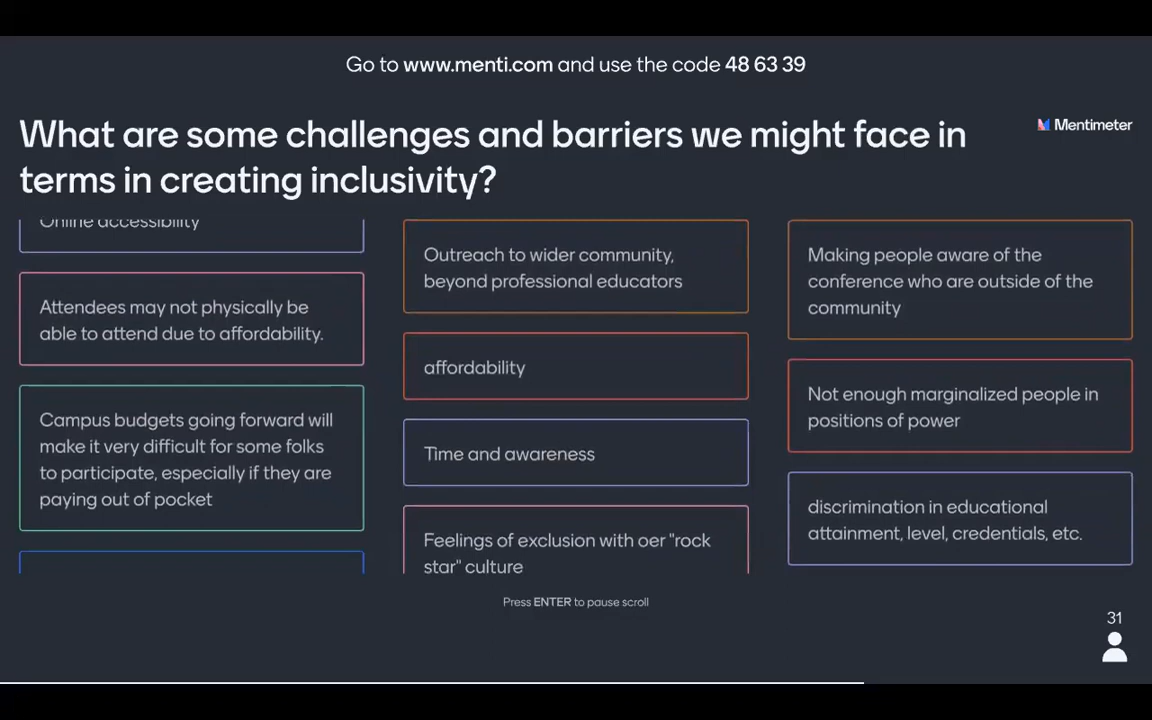 Go to www.menti.com and use the code 48 63 39
What are some challenges and barriers we might face in
terms in creating inclusivity?
Mentimeter
Online accessibility
Attendees may not physically be
able to attend due to affordability.
Campus budgets going forward will
make it very difficult for some folks
to participate, especially if they are
paying out of pocket
Outreach to wider community,
beyond professional educators
affordability
Time and awareness
Feelings of exclusion with oer "rock
star" culture
Making people aware of the
conference who are outside of the
community
Not enough marginalized people in
positions of power
discrimination in educational
attainment, level, credentials, etc.
Press ENTER to pause scroll
31